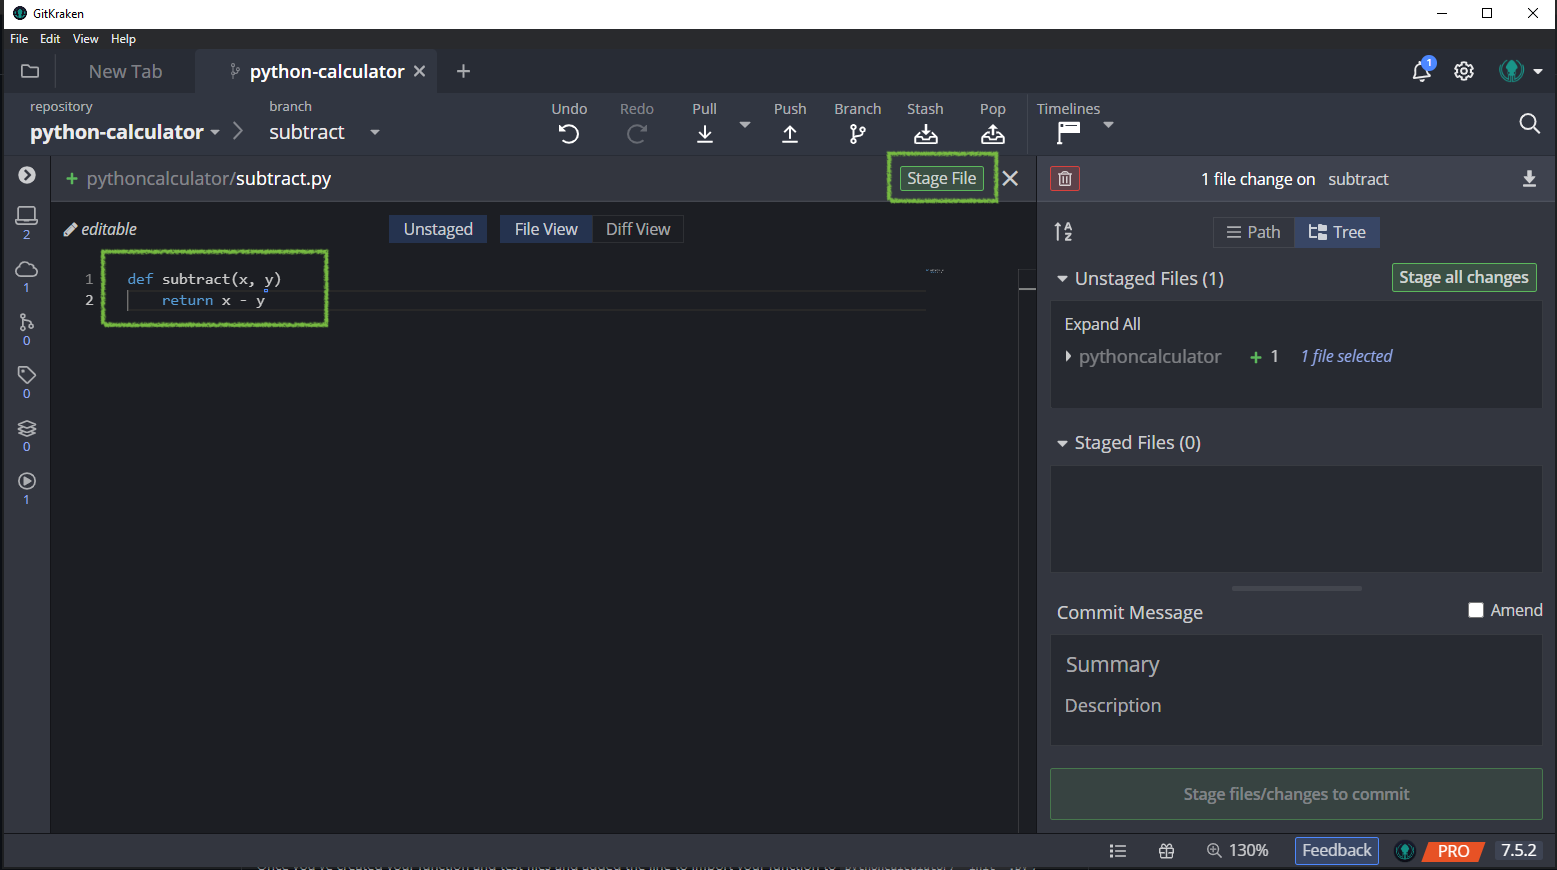 GitKraken
File Edit View Help
New Tab
python-calculator
1
repository
python-calculator
branch
subtract
Undo
Redo
Pull
Push
Branch
Stash
Pop
Timelines
pythoncalculator/subtract.py
Stage File
1 file change on subtract
editable
Unstaged
File View
Diff View
Path
Tree
2
1
0
0
0
1
1 def subtract(x, y)
2 return x - y
Unstaged Files (1)
Stage all changes
Expand All
pythoncalculator + 1 1 file selected
Staged Files (0)
Commit Message
Amend
Summary
Description
Stage files/changes to commit
130%
Feedback
PRO
7.5.2